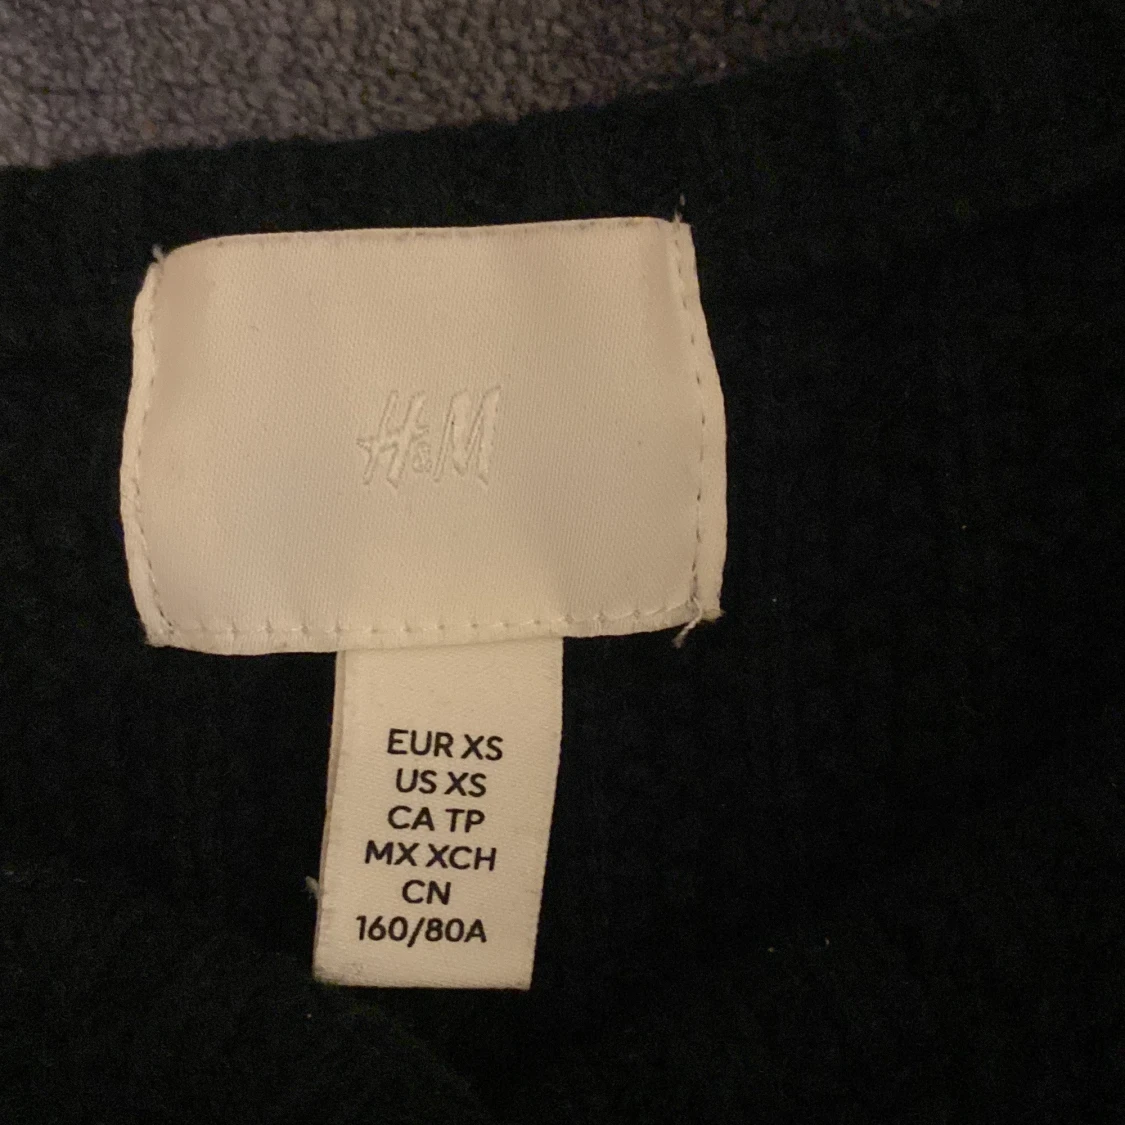 H&M
EUR XS
US XS
CA TP
MX XCH
CN
160/80A